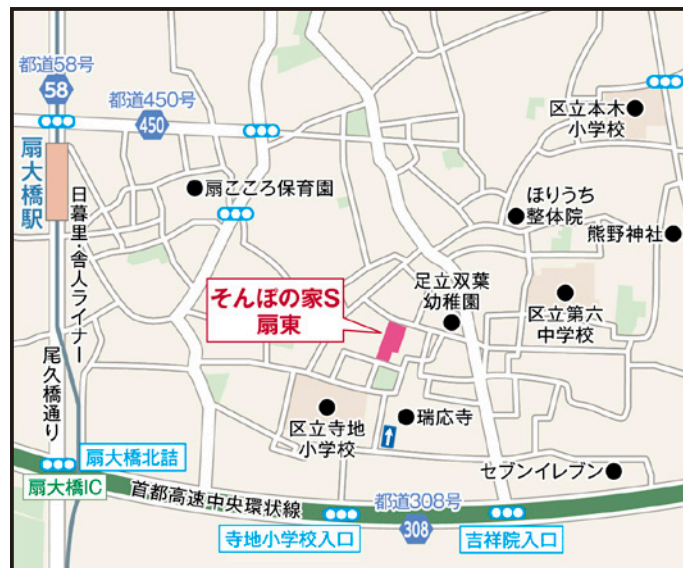 都道58号
58
都道450号
450
区立本木
小学校
扇大橋駅
扇こころ保育園
ほりうち
整体院
熊野神社
日暮里・舎人ライナー
足立双葉
幼稚園
そんぽの家S
扇東
区立第六
中学校
尾久橋通り
区立寺地
小学校
瑞応寺
扇大橋北詰
セブンイレブン
扇大橋IC
首都高速中央環状線
都道308号
308
寺地小学校入口
吉祥院入口